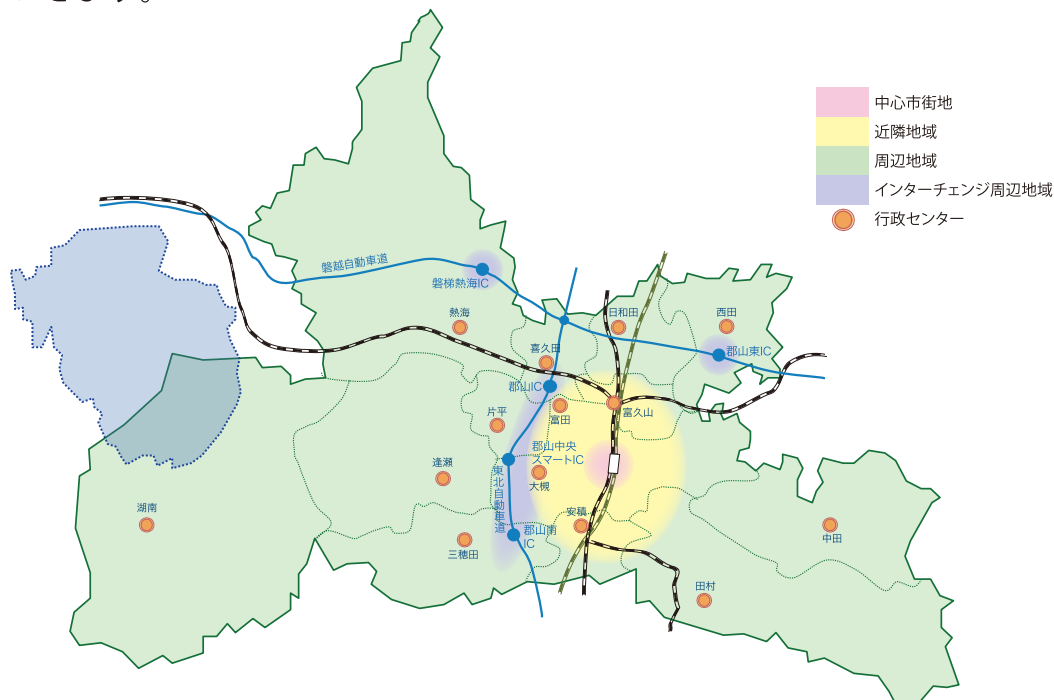 中心市街地
近隣地域
周辺地域
インターチェンジ周辺地域
行政センター
磐越自動車道
磐梯熱海IC
熱海
日和田
西田
喜久田
郡山東IC
郡山IC
富田
富久山
片平
郡山中央
スマートIC
大槻
逢瀬
東北自動車道
湖南
安積
郡山南
IC
三穂田
中田
田村